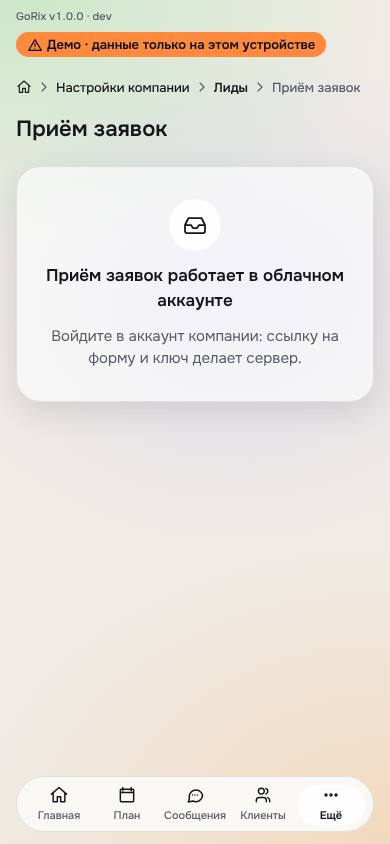 GoRix v1.0.0 · dev
Демо · данные только на этом устройстве
Настройки компании > Лиды > Приём заявок
Приём заявок
Приём заявок работает в облачном
аккаунте
Войдите в аккаунт компании: ссылку на
форму и ключ делает сервер.
Главная План Сообщения Клиенты Ещё